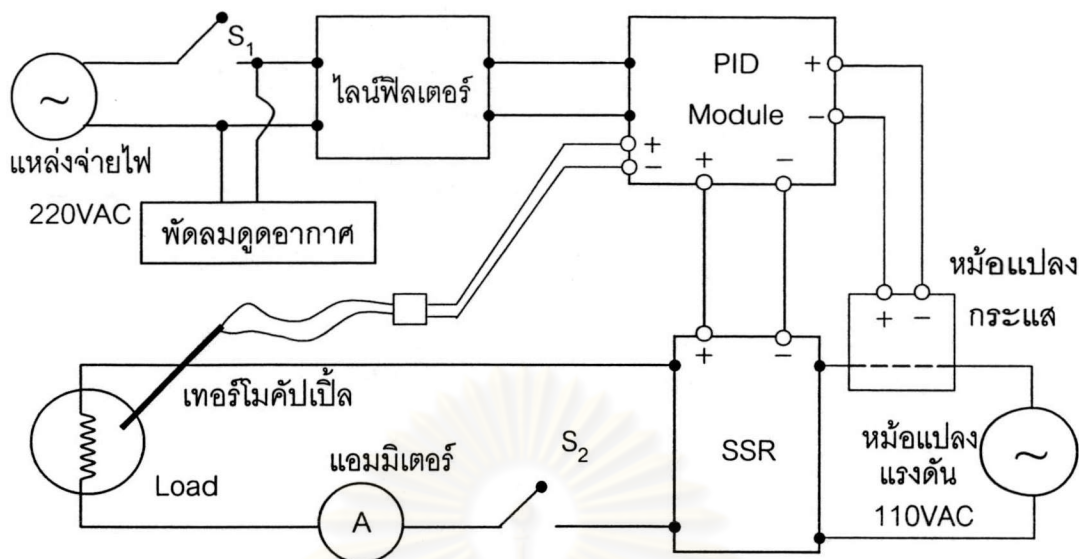 S1
ไลน์ฟิลเตอร์
PID
Module
+
−
+
−
+
−
~
แหล่งจ่ายไฟ
220VAC
พัดลมดูดอากาศ
หม้อแปลง
กระแส
+ −
+
−
เทอร์โมคัปเปิ้ล
Load
แอมมิเตอร์
A
S2
SSR
หม้อแปลง
แรงดัน
110VAC
~